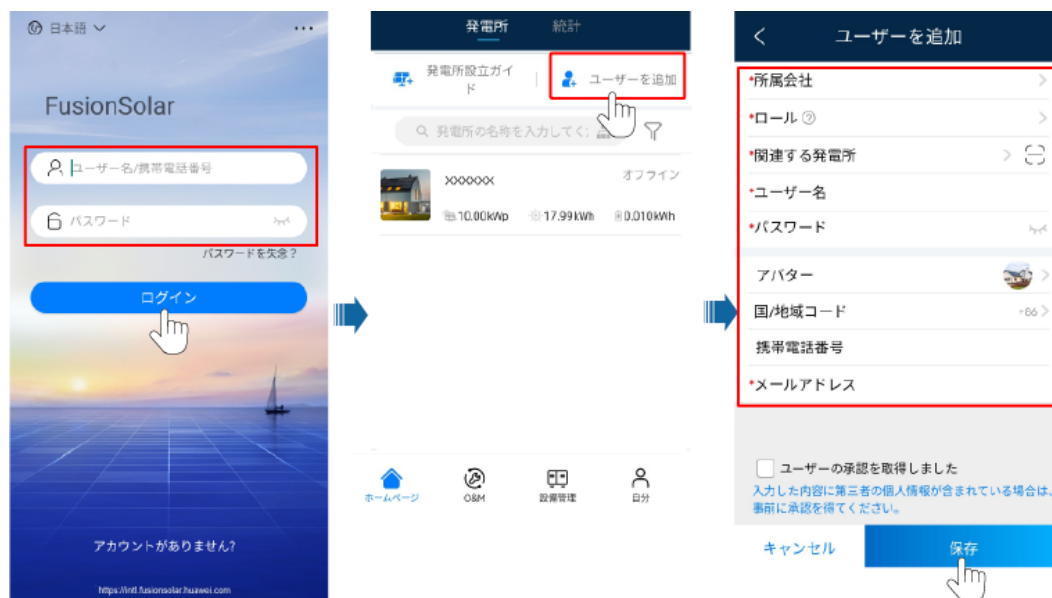 日本語
FusionSolar
ユーザー名/携帯電話番号
パスワード
パスワードを失念?
ログイン
アカウントがありません?
https://intl.fusionsolar.huawei.com
発電所 統計
発電所設立ガイ
ド
ユーザーを追加
発電所の名称を入力してく
XXXXXXX
オフライン
10.00kWp 17.99kWh 0.010kWh
ホームページ O&M 設備管理 自分
ユーザーを追加
*所属会社
*ロール
*関連する発電所
*ユーザー名
*パスワード
アバター
国/地域コード +86
携帯電話番号
*メールアドレス
ユーザーの承認を取得しました
入力した内容に第三者の個人情報が含まれている場合は、
事前に承認を得てください。
キャンセル 保存